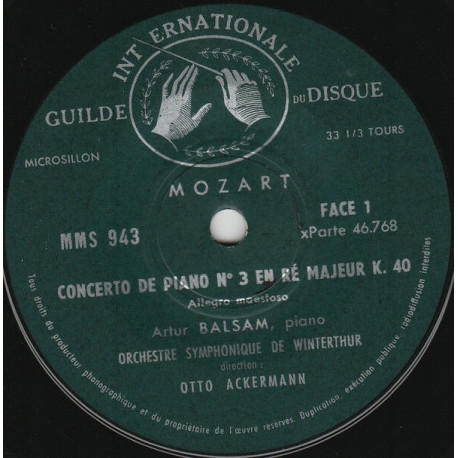 GUILDE INTERNATIONALE DU DISQUE
MICROSILLON
33 1/3 TOURS
MOZART
MMS 943
FACE 1
xParte 46.768
CONCERTO DE PIANO N° 3 EN RÉ MAJEUR K. 40
Allegro maestoso
Artur BALSAM, piano
ORCHESTRE SYMPHONIQUE DE WINTERTHUR
direction :
OTTO ACKERMANN
Tous droits du producteur phonographique et du propriétaire de l'œuvre réservés. Duplication, exécution publique radiodiffusion interdites